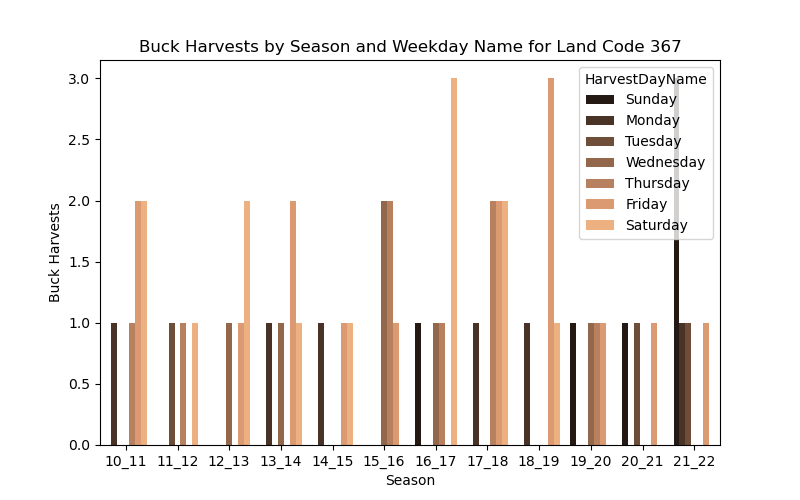 Buck Harvests by Season and Weekday Name for Land Code 367
HarvestDayName
Sunday
Monday
Tuesday
Wednesday
Thursday
Friday
Saturday
3.0
2.5
2.0
1.5
1.0
0.5
0.0
Buck Harvests
10_11 11_12 12_13 13_14 14_15 15_16 16_17 17_18 18_19 19_20 20_21 21_22
Season